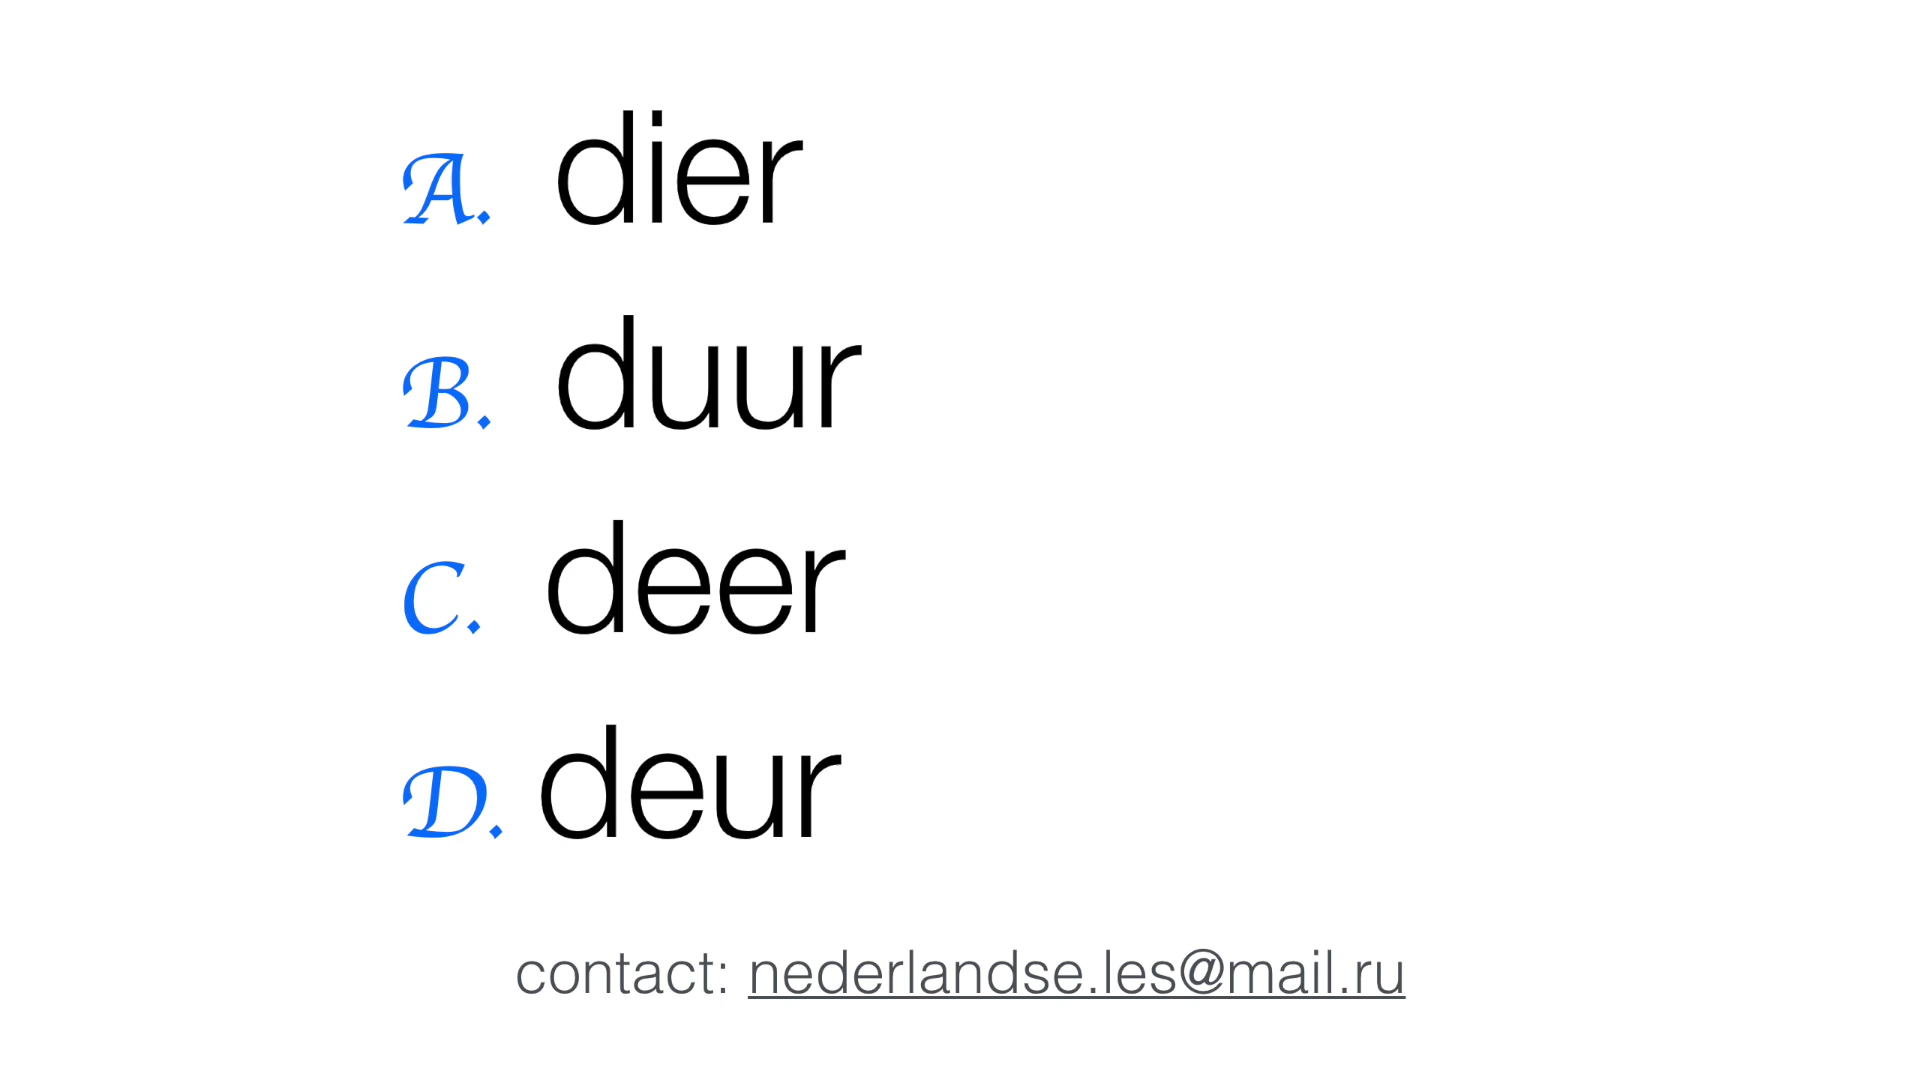 A. dier
B. duur
C. deer
D. deur
contact: nederlandse.les@mail.ru